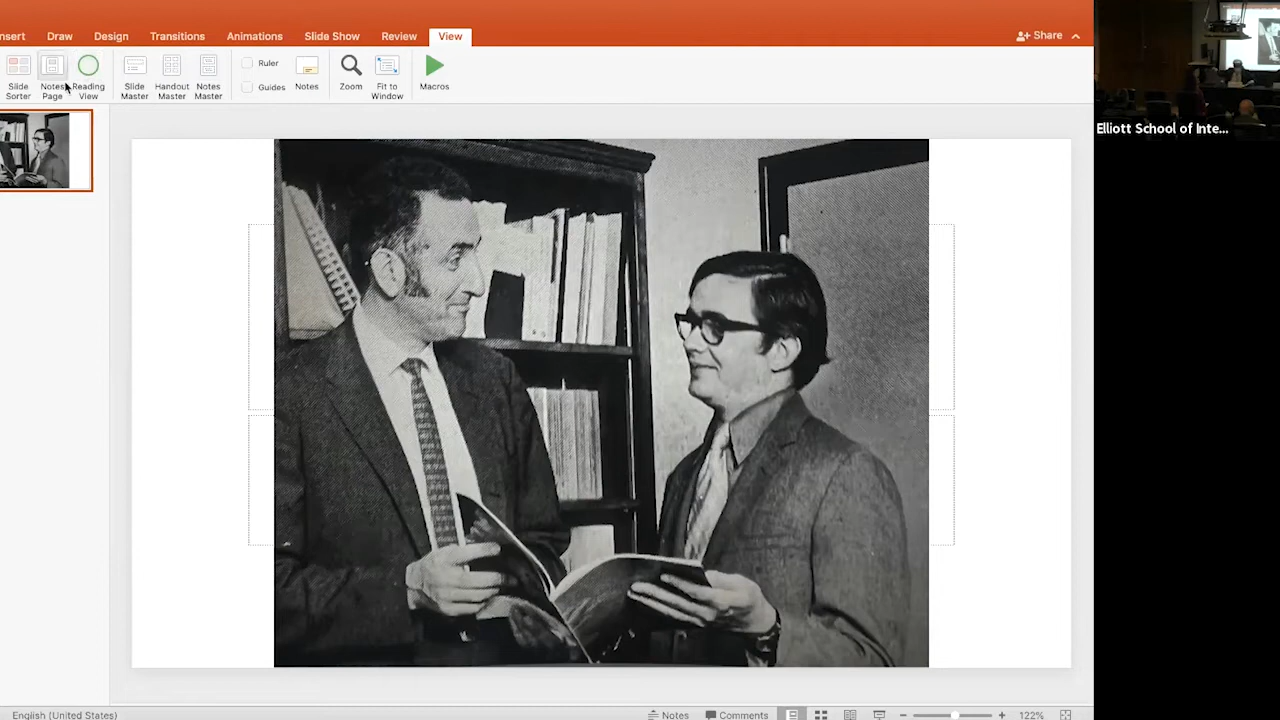 nsert Draw Design Transitions Animations Slide Show Review View Share
Slide Sorter
Notes Page
Reading View
Slide Master
Handout Master
Notes Master
Ruler
Guides
Notes
Zoom
Fit to Window
Macros
Elliott School of Inte...
English (United States) Notes Comments 122%